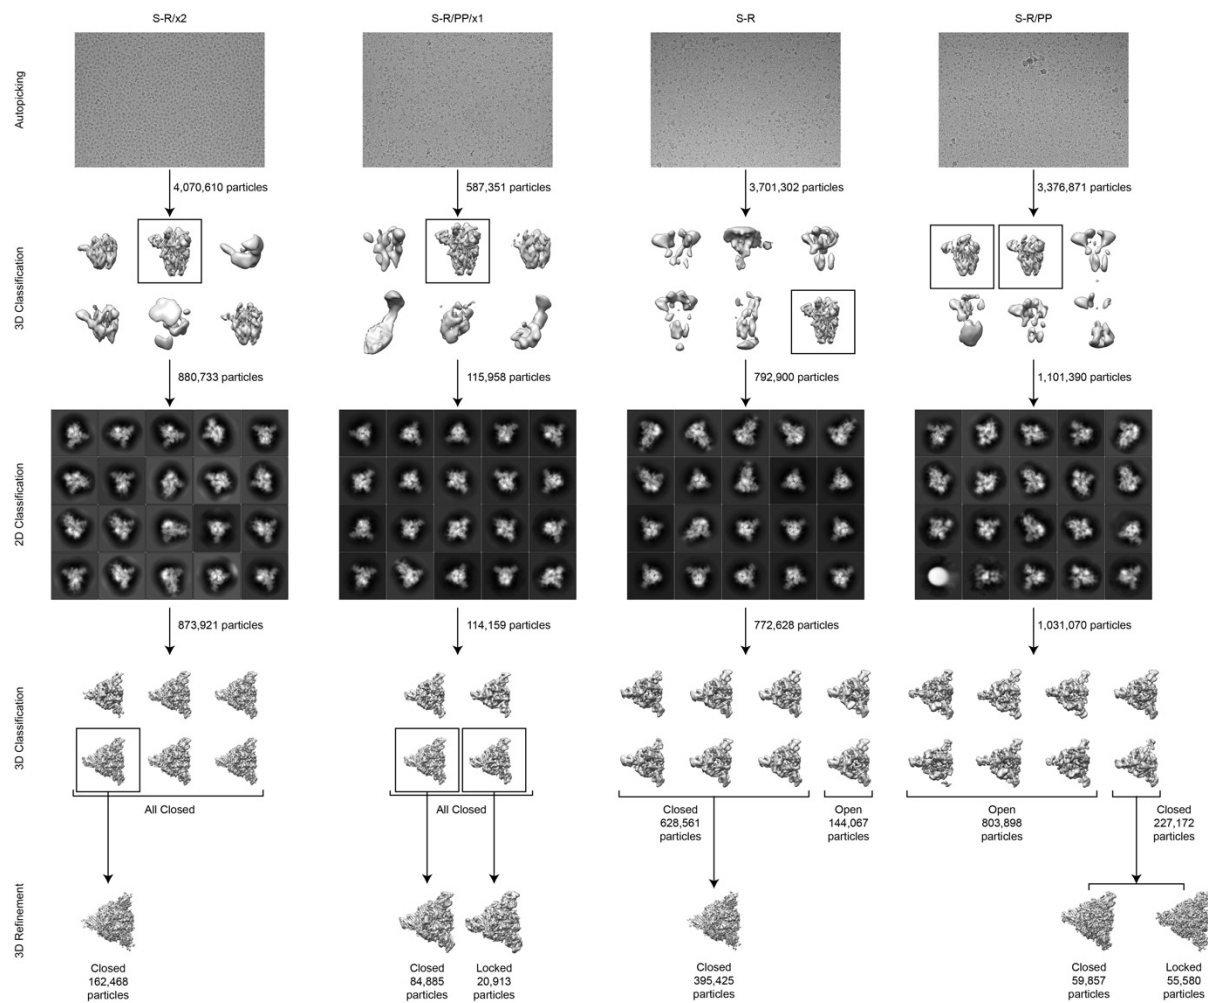 S-R/x2
S-R/PP/x1
S-R
S-R/PP
Autopicking
4,070,610 particles
587,351 particles
3,701,302 particles
3,376,871 particles
3D Classification
880,733 particles
115,958 particles
792,900 particles
1,101,390 particles
2D Classification
873,921 particles
114,159 particles
772,628 particles
1,031,070 particles
3D Classification
All Closed
All Closed
Closed
628,561
particles
Open
144,067
particles
Open
803,898
particles
Closed
227,172
particles
3D Refinement
Closed
162,468
particles
Closed
84,885
particles
Locked
20,913
particles
Closed
395,425
particles
Closed
59,857
particles
Locked
55,580
particles